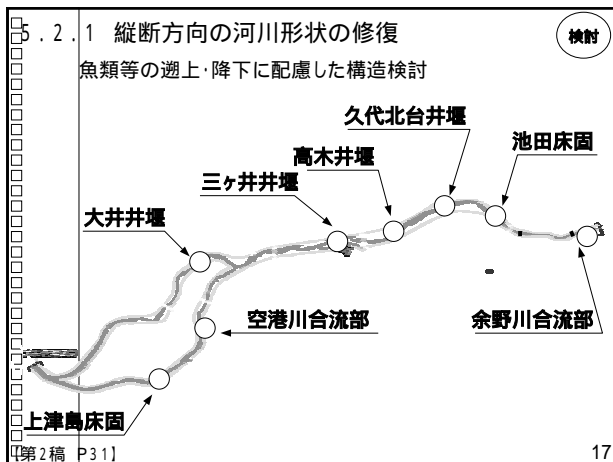 5.2.1 縦断方向の河川形状の修復
検討
魚類等の遡上・降下に配慮した構造検討
久代北台井堰
池田床固
高木井堰
三ヶ井井堰
大井井堰
空港川合流部
余野川合流部
上津島床固
【第2稿 P31】
17